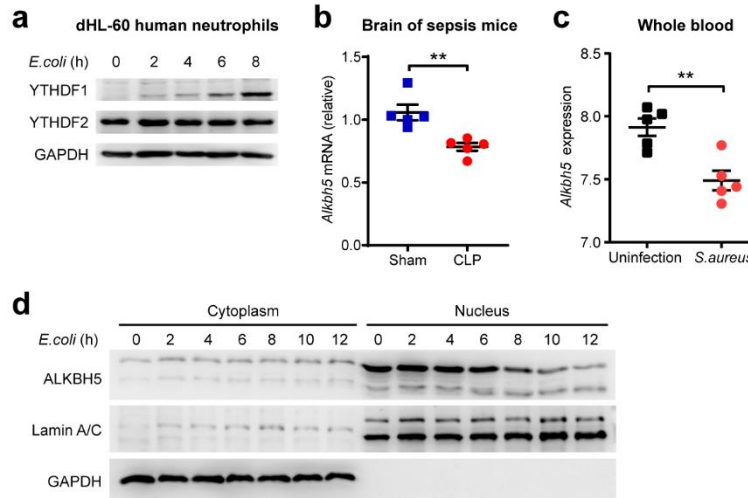 a
dHL-60 human neutrophils
E.coli (h) 0 2 4 6 8
YTHDF1
YTHDF2
GAPDH
b
Brain of sepsis mice
Alkbh5 mRNA (relative)
1.5
1.0
0.5
0.0
**
Sham CLP
c
Whole blood
Alkbh5 expression
8.5
8.0
7.5
7.0
**
Uninfection S.aureus
d
Cytoplasm Nucleus
E.coli (h) 0 2 4 6 8 10 12 0 2 4 6 8 10 12
ALKBH5
Lamin A/C
GAPDH